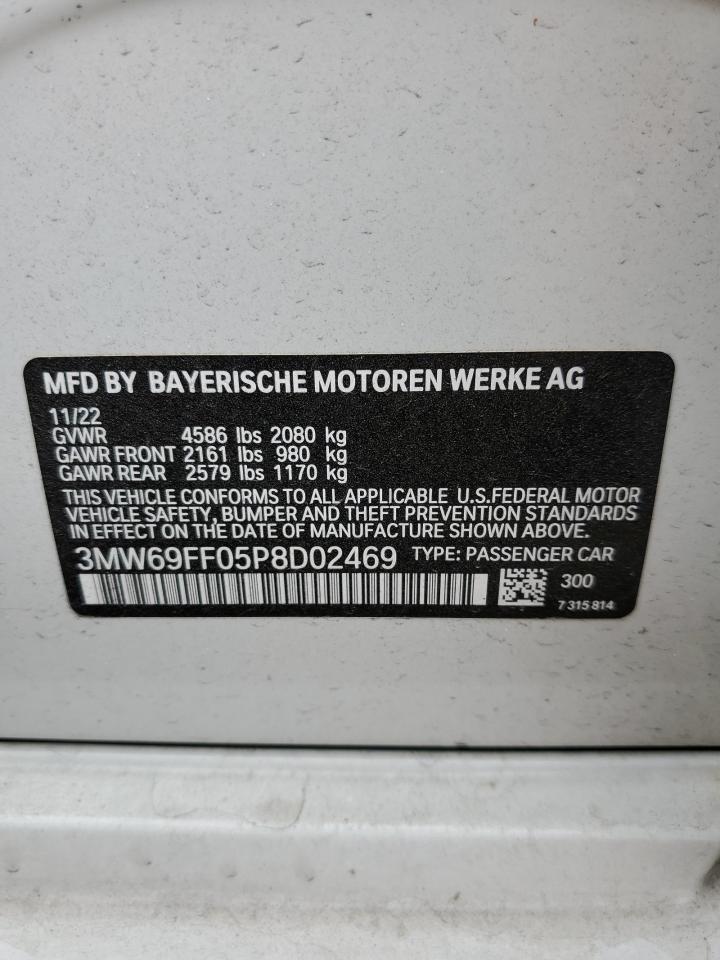 MFD BY BAYERISCHE MOTOREN WERKE AG
11/22
GVWR 4586 lbs 2080 kg
GAWR FRONT 2161 lbs 980 kg
GAWR REAR 2579 lbs 1170 kg
THIS VEHICLE CONFORMS TO ALL APPLICABLE U.S.FEDERAL MOTOR
VEHICLE SAFETY, BUMPER AND THEFT PREVENTION STANDARDS
IN EFFECT ON THE DATE OF MANUFACTURE SHOWN ABOVE.
3MW69FF05P8D02469 TYPE: PASSENGER CAR
300
7 315 814